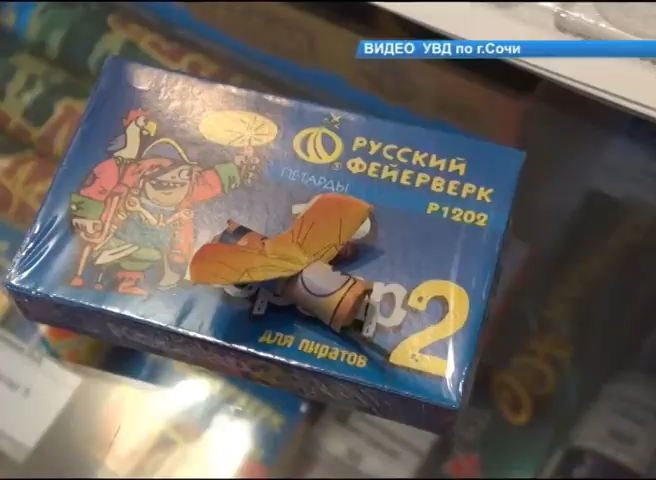 ВИДЕО УВД по г.Сочи
РУССКИЙ
ФЕЙЕРВЕРК
ПЕТАРДЫ
Р1202
2
для пиратов